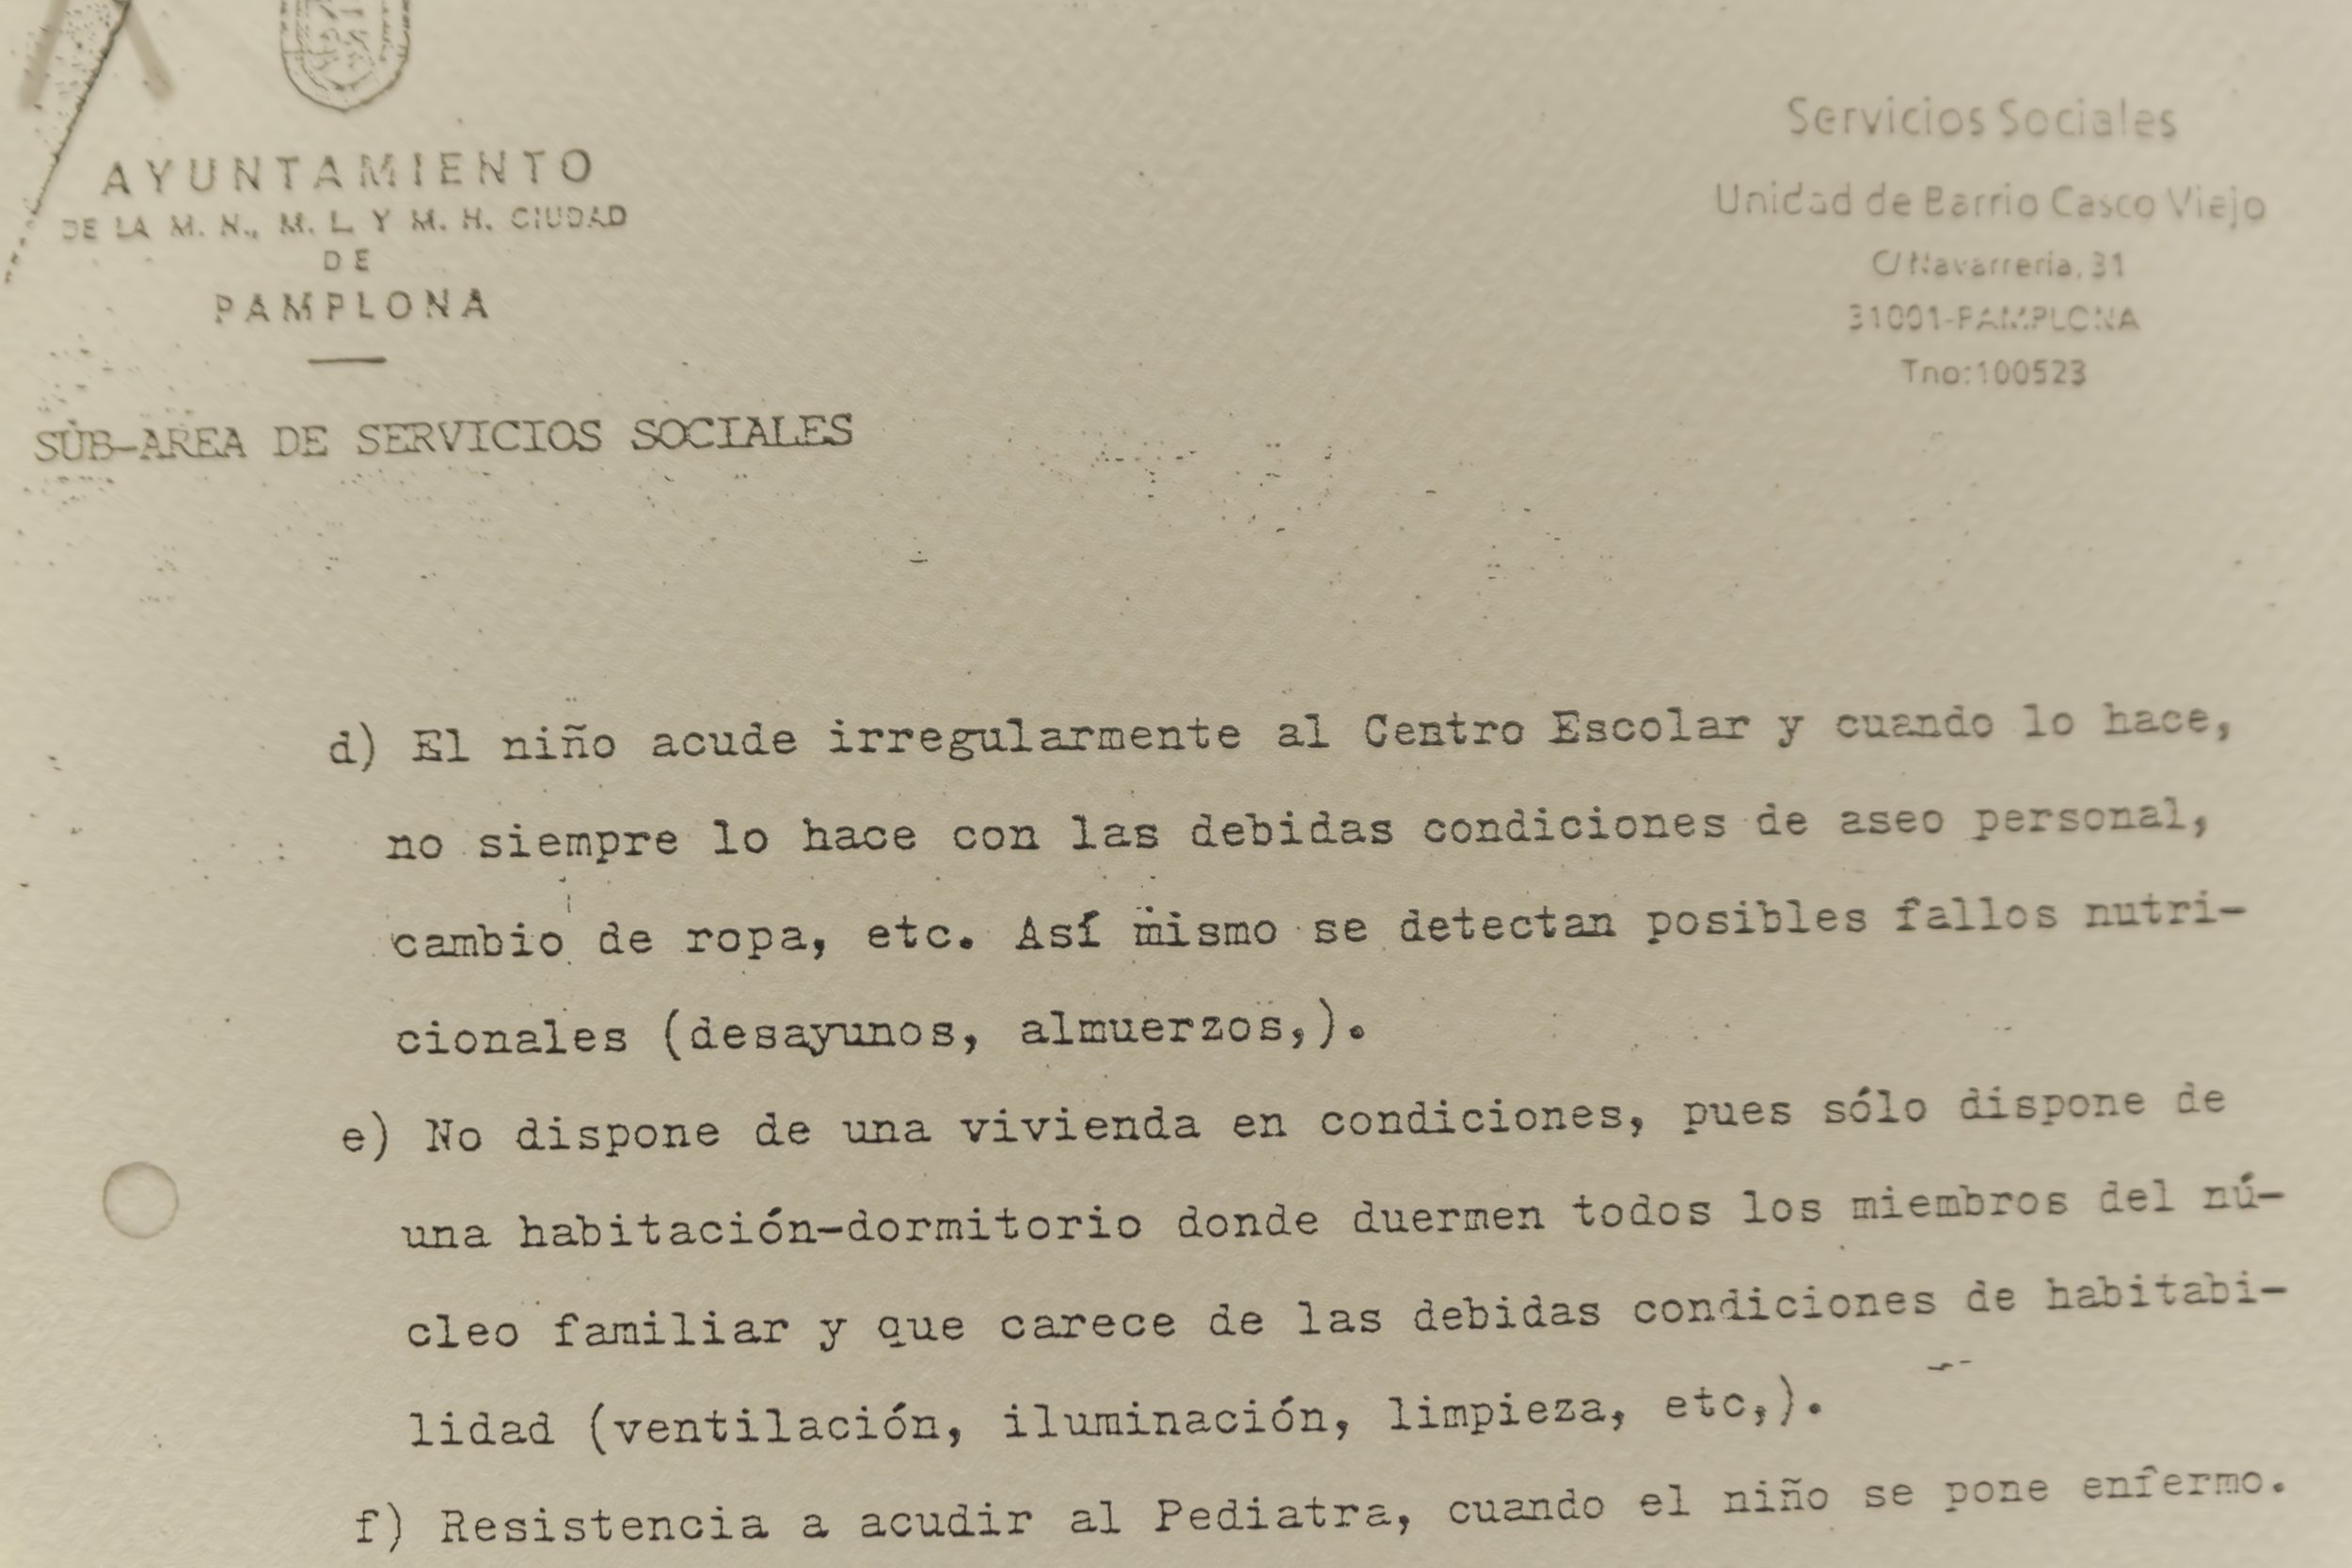 AYUNTAMIENTO
DE LA M. N., M. L. Y M. H. CIUDAD
DE
PAMPLONA
SUB-AREA DE SERVICIOS SOCIALES
Servicios Sociales
Unidad de Barrio Casco Viejo
C/ Navarrería, 31
31001-PAMPLONA
Tno:100523
d) El niño acude irregularmente al Centro Escolar y cuando lo hace,
no siempre lo hace con las debidas condiciones de aseo personal,
cambio de ropa, etc. Así mismo se detectan posibles fallos nutri-
cionales (desayunos, almuerzos,).
e) No dispone de una vivienda en condiciones, pues sólo dispone de
una habitación-dormitorio donde duermen todos los miembros del nú-
cleo familiar y que carece de las debidas condiciones de habitabi-
lidad (ventilación, iluminación, limpieza, etc,).
f) Resistencia a acudir al Pediatra, cuando el niño se pone enfermo.